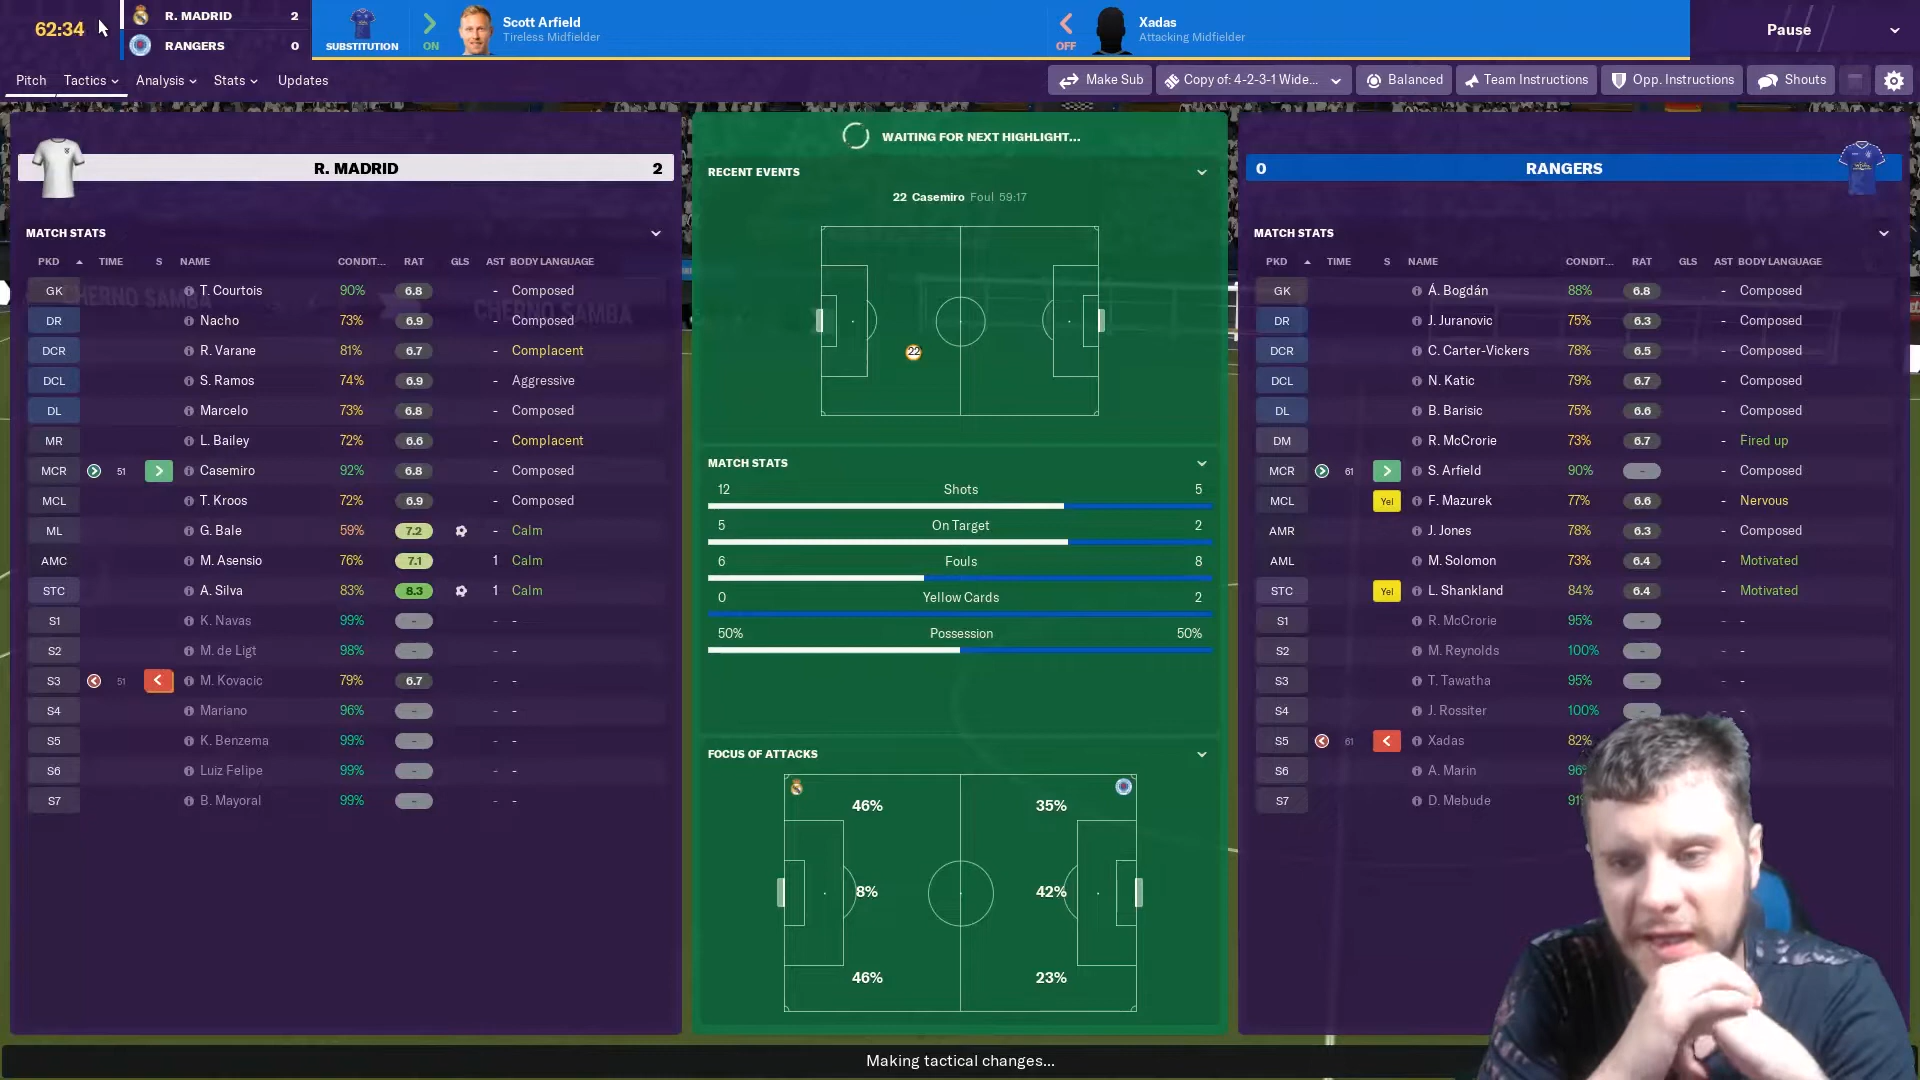 62:34
R. MADRID 2
RANGERS 0
SUBSTITUTION
ON
Scott Arfield
Tireless Midfielder
OFF
Xadas
Attacking Midfielder
Pause
Pitch Tactics Analysis Stats Updates
Make Sub Copy of: 4-2-3-1 Wide... Balanced Team Instructions Opp. Instructions Shouts
R. MADRID 2
MATCH STATS
PKD TIME S NAME CONDIT... RAT GLS AST BODY LANGUAGE
GK T. Courtois 90% 6.8 - Composed
DR Nacho 73% 6.9 - Composed
DCR R. Varane 81% 6.7 - Complacent
DCL S. Ramos 74% 6.9 - Aggressive
DL Marcelo 73% 6.8 - Composed
MR L. Bailey 72% 6.6 - Complacent
MCR 51 Casemiro 92% 6.8 - Composed
MCL T. Kroos 72% 6.9 - Composed
ML G. Bale 59% 7.2 - Calm
AMC M. Asensio 76% 7.1 1 Calm
STC A. Silva 83% 8.3 1 Calm
S1 K. Navas 99% - - -
S2 M. de Ligt 98% - - -
S3 51 M. Kovacic 79% 6.7 - -
S4 Mariano 96% - - -
S5 K. Benzema 99% - - -
S6 Luiz Felipe 99% - - -
S7 B. Mayoral 99% - - -
CHERNO SAMBA
CHERNO SAMBA
WAITING FOR NEXT HIGHLIGHT...
RECENT EVENTS
22 Casemiro Foul 59:17
22
MATCH STATS
12 Shots 5
5 On Target 2
6 Fouls 8
0 Yellow Cards 2
50% Possession 50%
FOCUS OF ATTACKS
46% 35%
8% 42%
46% 23%
0 RANGERS
MATCH STATS
PKD TIME S NAME CONDIT... RAT GLS AST BODY LANGUAGE
GK Á. Bogdán 88% 6.8 - Composed
DR J. Juranovic 75% 6.3 - Composed
DCR C. Carter-Vickers 78% 6.5 - Composed
DCL N. Katic 79% 6.7 - Composed
DL B. Barisic 75% 6.6 - Composed
DM R. McCrorie 73% 6.7 - Fired up
MCR 61 S. Arfield 90% - - Composed
MCL Yel F. Mazurek 77% 6.6 - Nervous
AMR J. Jones 78% 6.3 - Composed
AML M. Solomon 73% 6.4 - Motivated
STC Yel L. Shankland 84% 6.4 - Motivated
S1 R. McCrorie 95% - - -
S2 M. Reynolds 100% - - -
S3 T. Tawatha 95% - - -
S4 J. Rossiter 100% - - -
S5 61 Xadas 82%
S6 A. Marin
S7 D. Mebude
Making tactical changes...